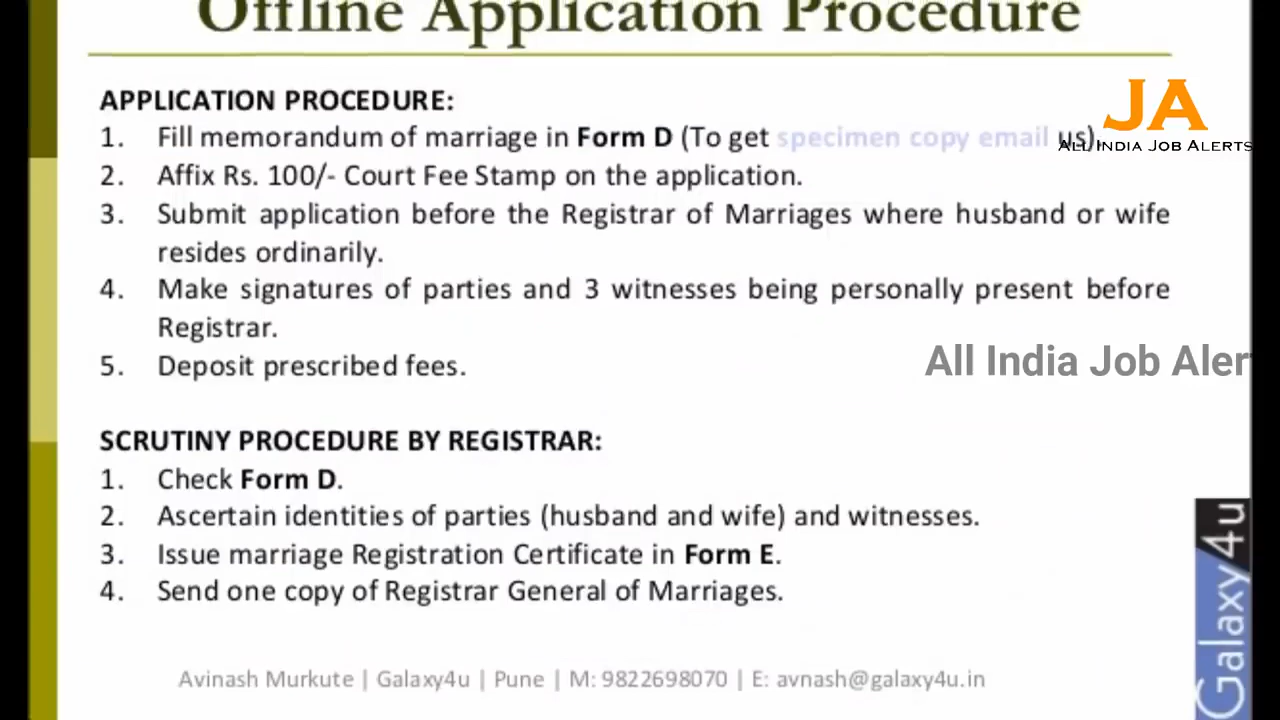 Offline Application Procedure
APPLICATION PROCEDURE:
1. Fill memorandum of marriage in Form D (To get specimen copy email us).
JA
ALL INDIA JOB ALERTS
2. Affix Rs. 100/- Court Fee Stamp on the application.
3. Submit application before the Registrar of Marriages where husband or wife
resides ordinarily.
4. Make signatures of parties and 3 witnesses being personally present before
Registrar.
5. Deposit prescribed fees.
All India Job Aler
SCRUTINY PROCEDURE BY REGISTRAR:
1. Check Form D.
2. Ascertain identities of parties (husband and wife) and witnesses.
3. Issue marriage Registration Certificate in Form E.
4. Send one copy of Registrar General of Marriages.
Galaxy4u
Avinash Murkute | Galaxy4u | Pune | M: 9822698070 | E: avnash@galaxy4u.in